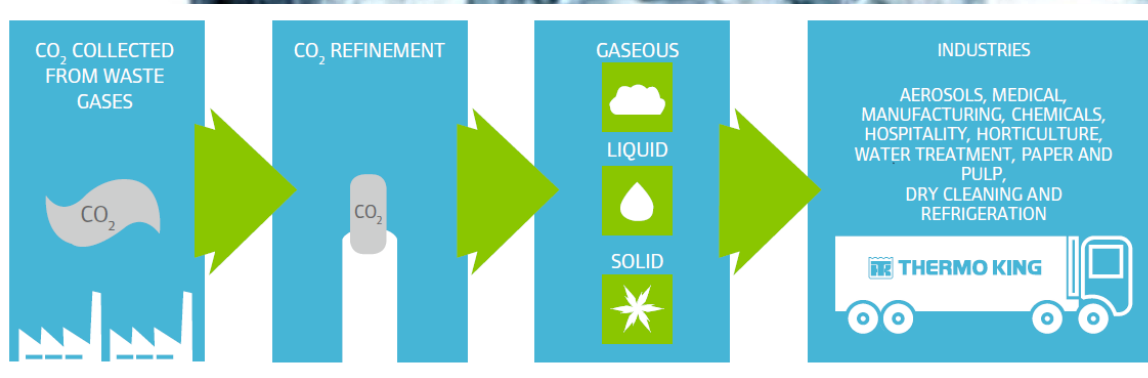 CO₂ COLLECTED
FROM WASTE
GASES
CO₂
CO₂ REFINEMENT
CO₂
GASEOUS
LIQUID
SOLID
INDUSTRIES
AEROSOLS, MEDICAL,
MANUFACTURING, CHEMICALS,
HOSPITALITY, HORTICULTURE,
WATER TREATMENT, PAPER AND
PULP,
DRY CLEANING AND
REFRIGERATION
TK THERMO KING